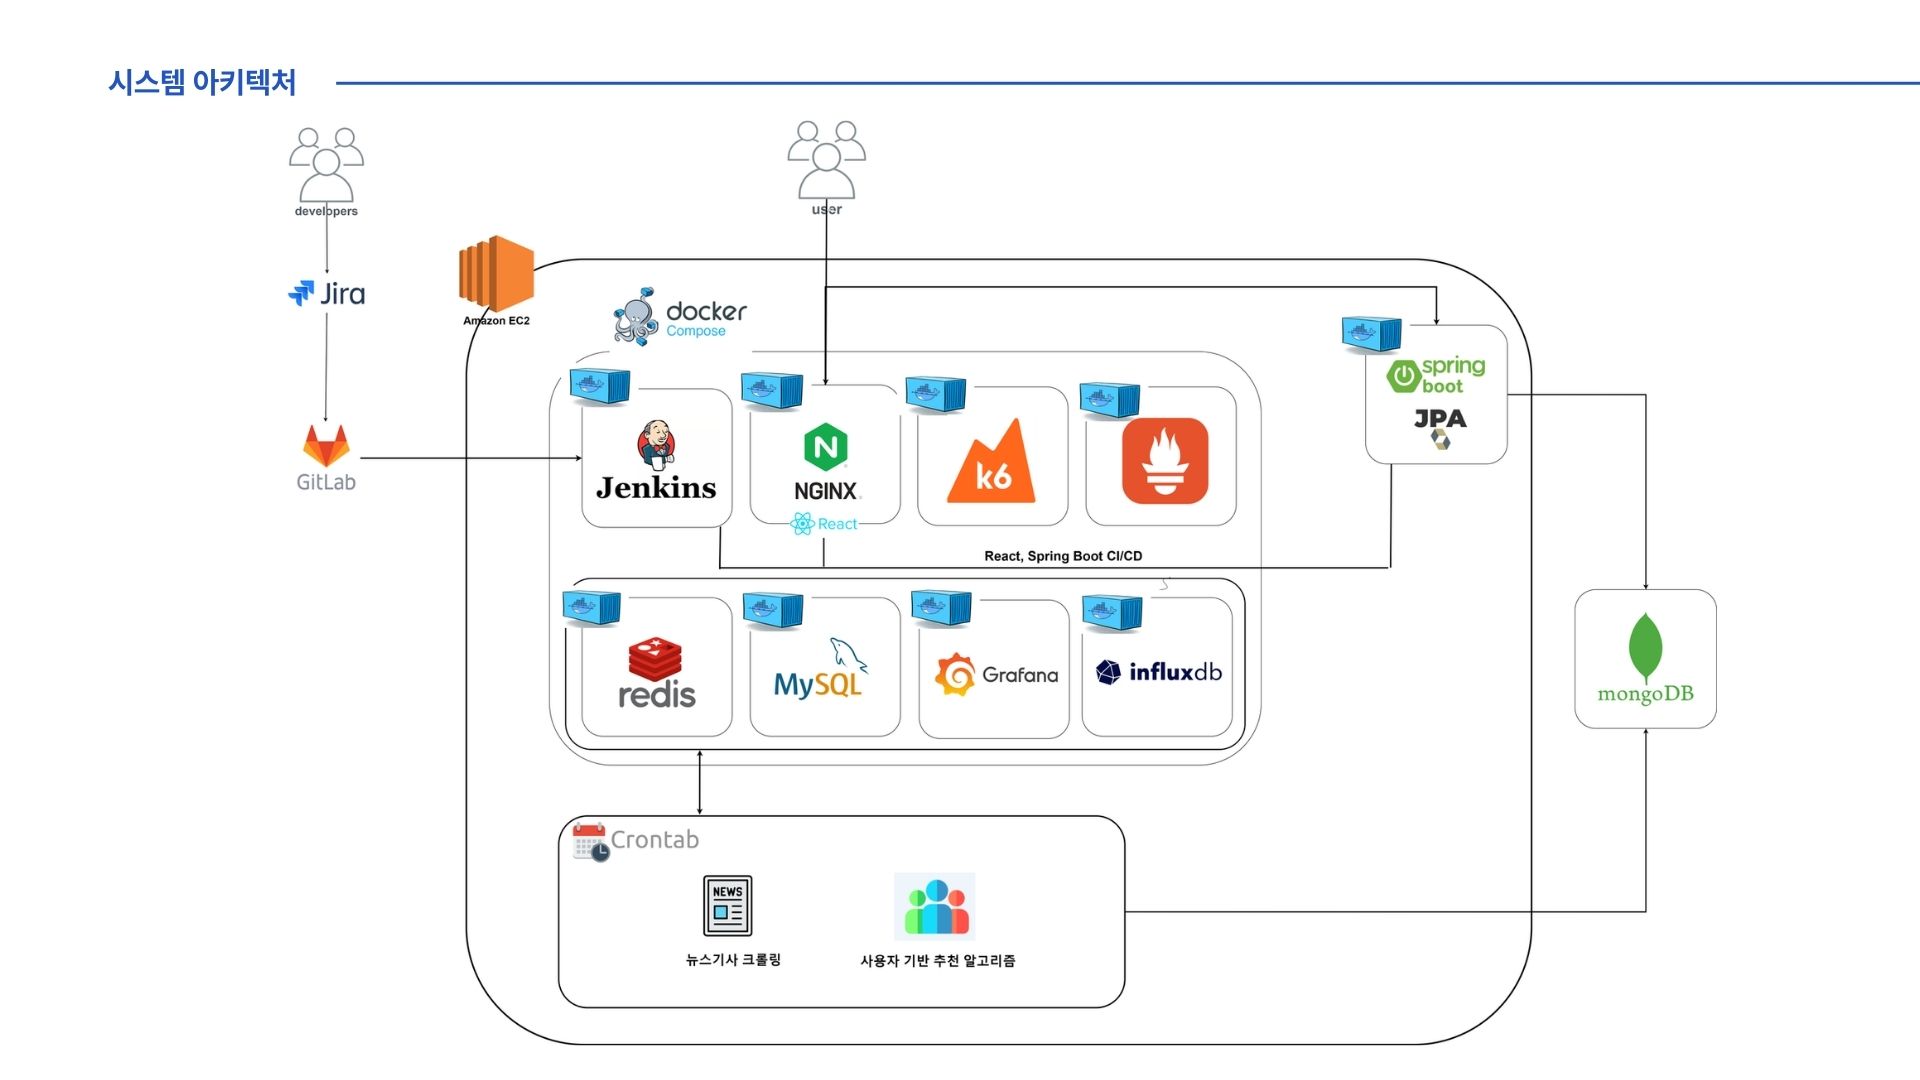 시스템 아키텍처
developers
user
Jira
Amazon EC2
docker
Compose
GitLab
Jenkins
NGINX
React
k6
spring
boot
JPA
React, Spring Boot CI/CD
redis
MySQL
Grafana
influxdb
mongoDB
Crontab
NEWS
뉴스기사 크롤링
사용자 기반 추천 알고리즘